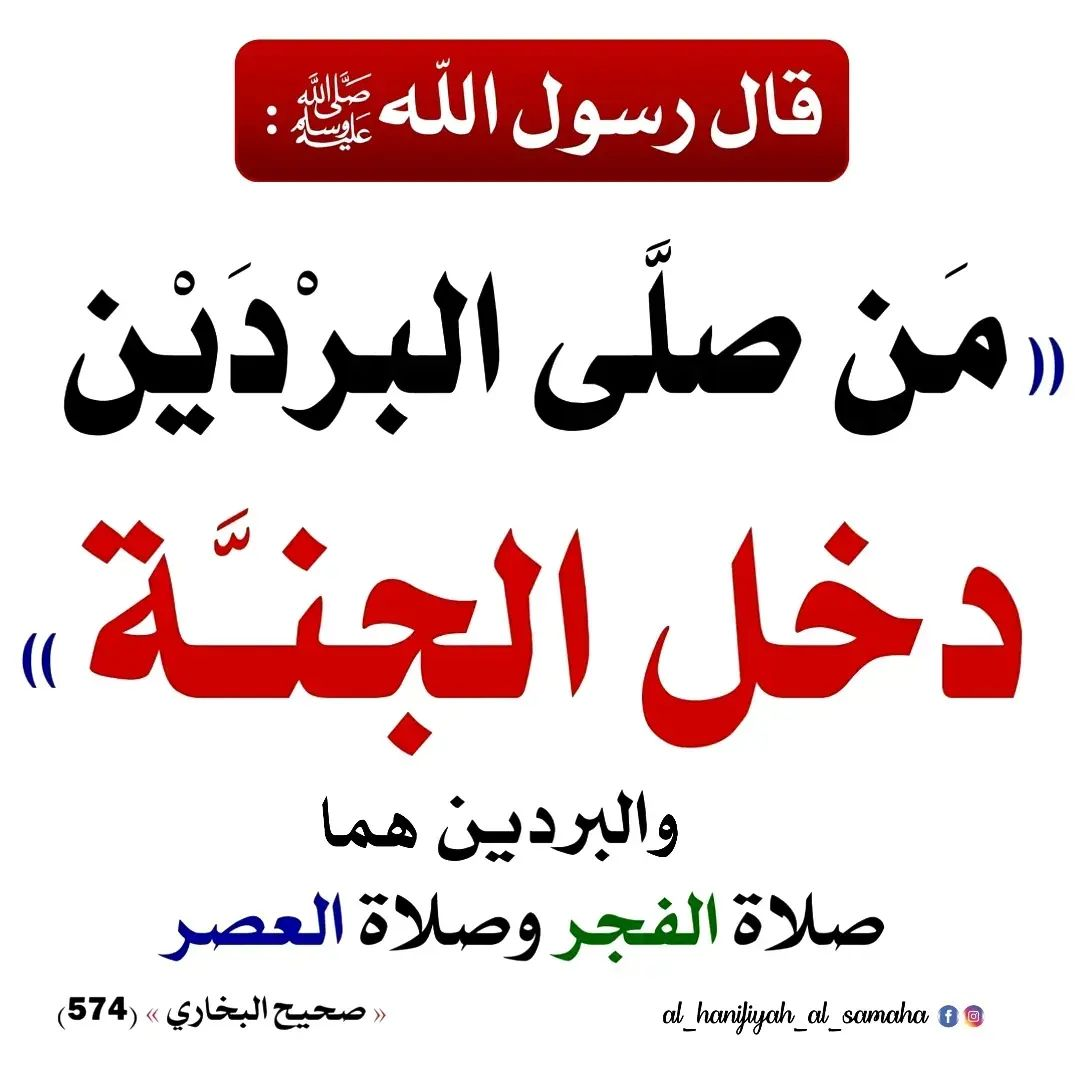 قال رسول الله ﷺ :
(( مَن صلَّى البرْدَيْن
دخل الجنَّة ))
والبردين هما
صلاة الفجر وصلاة العصر
« صحيح البخاري » (574)
al_hanifiyah_al_samaha